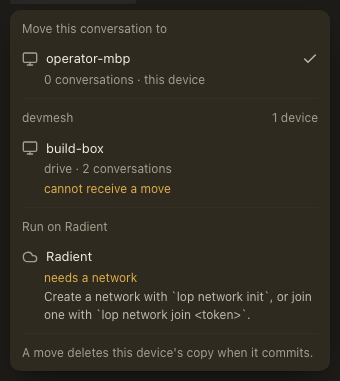 Move this conversation to
operator-mbp
0 conversations · this device
devmesh 1 device
build-box
drive · 2 conversations
cannot receive a move
Run on Radient
Radient
needs a network
Create a network with `lop network init`, or join
one with `lop network join <token>`.
A move deletes this device's copy when it commits.